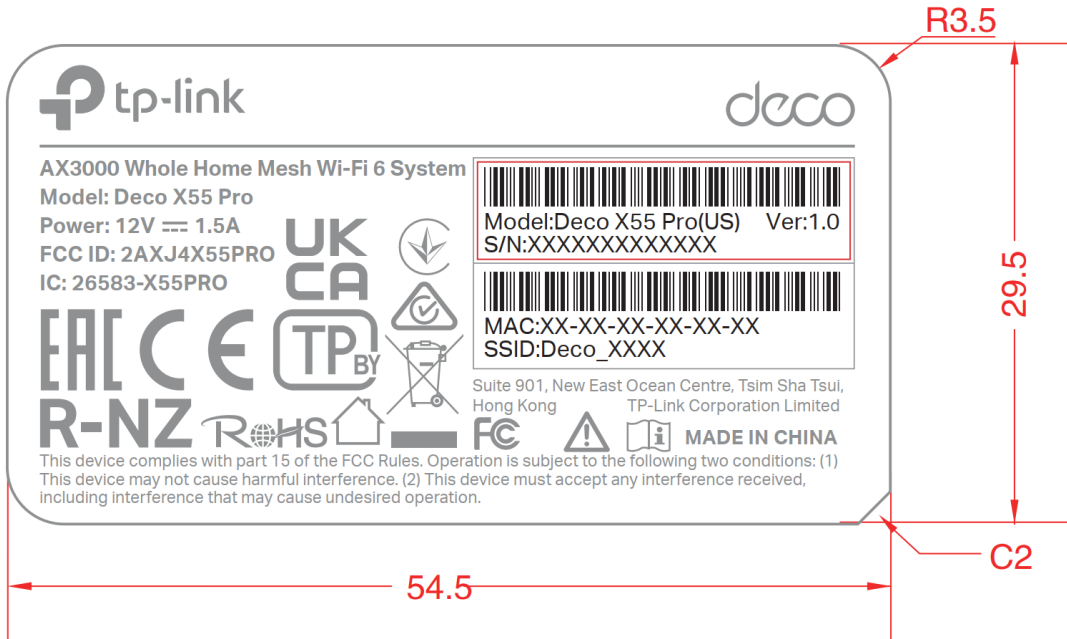 R3.5
tp-link
deco
AX3000 Whole Home Mesh Wi-Fi 6 System
Model: Deco X55 Pro
Power: 12V ⎓ 1.5A
FCC ID: 2AXJ4X55PRO
IC: 26583-X55PRO
UK
CA
Model:Deco X55 Pro(US) Ver:1.0
S/N:XXXXXXXXXXXXX
MAC:XX-XX-XX-XX-XX-XX
SSID:Deco_XXXX
29.5
EAC CE TP BY
Suite 901, New East Ocean Centre, Tsim Sha Tsui,
Hong Kong TP-Link Corporation Limited
R-NZ RoHS FC MADE IN CHINA
This device complies with part 15 of the FCC Rules. Operation is subject to the following two conditions: (1)
This device may not cause harmful interference. (2) This device must accept any interference received,
including interference that may cause undesired operation.
C2
54.5